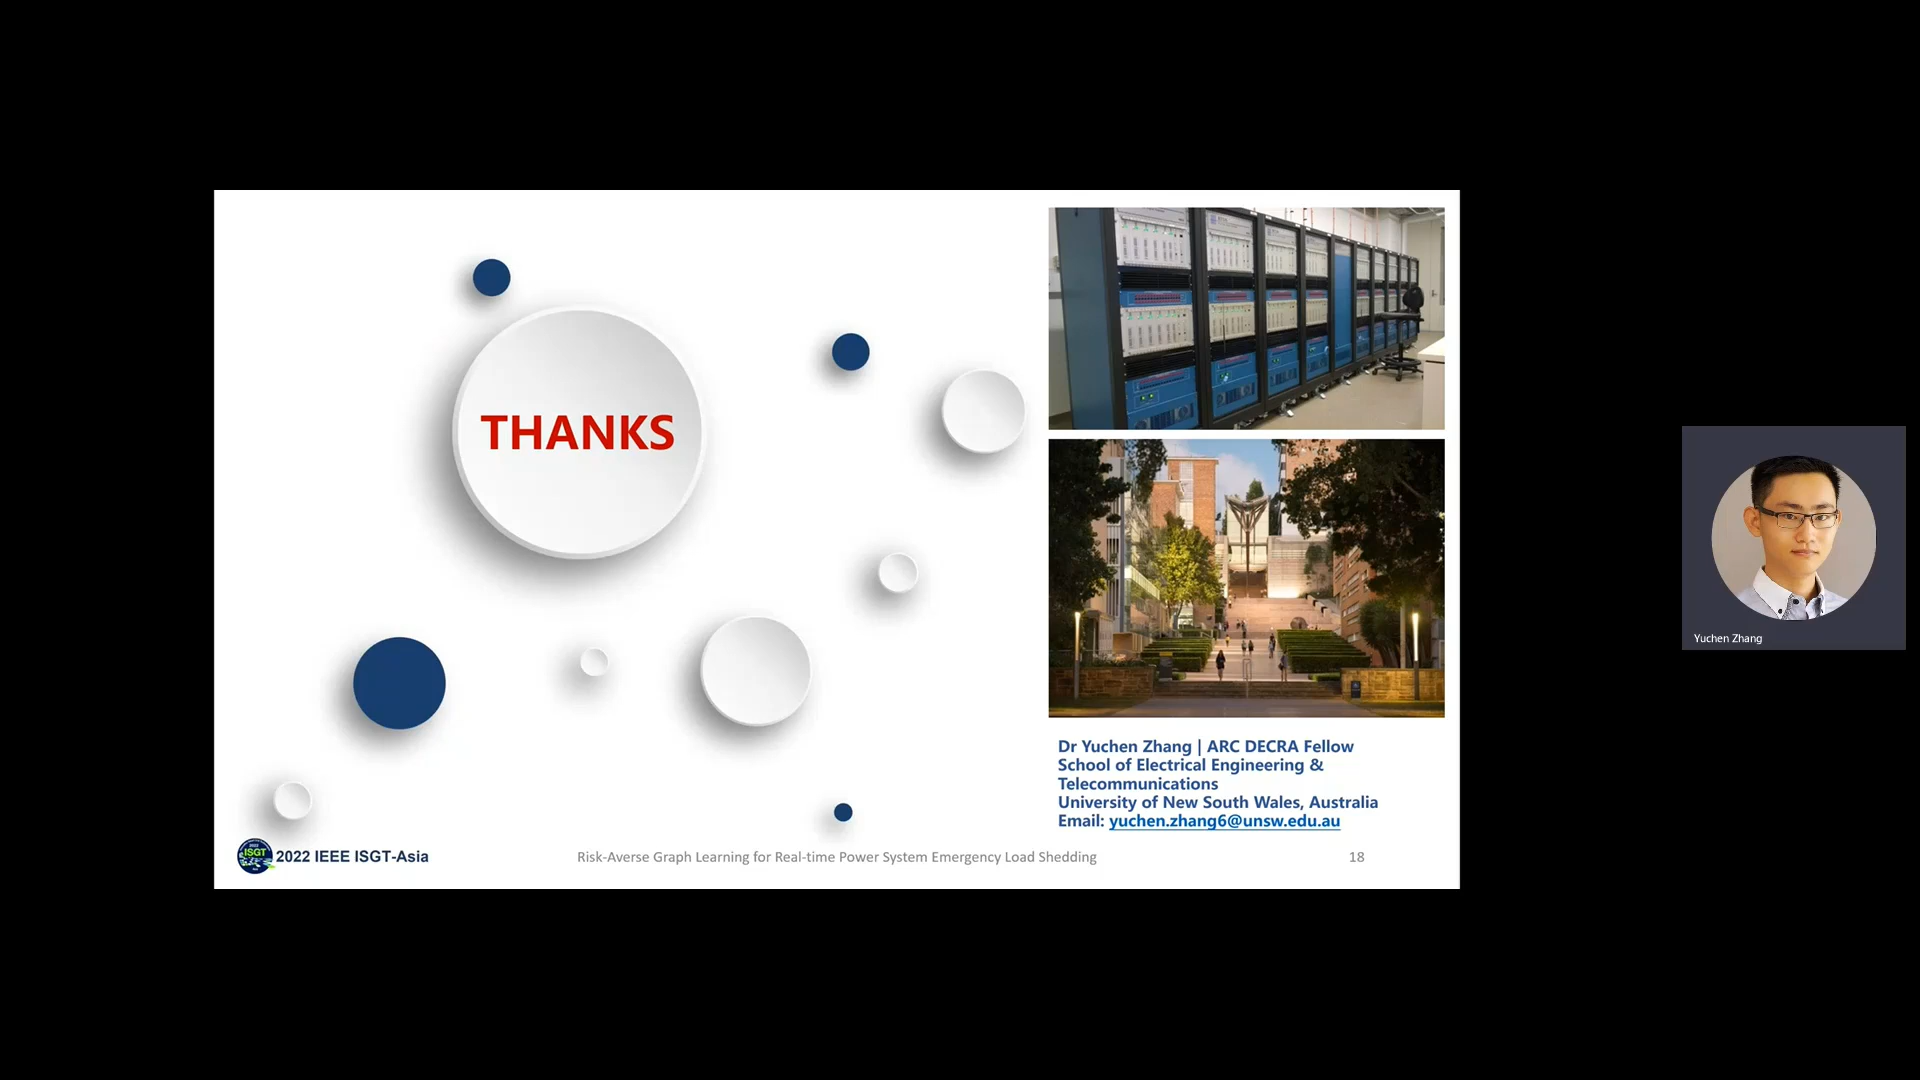 THANKS
Dr Yuchen Zhang | ARC DECRA Fellow
School of Electrical Engineering &
Telecommunications
University of New South Wales, Australia
Email: yuchen.zhang6@unsw.edu.au
ISGT
2022 IEEE ISGT-Asia
Risk-Averse Graph Learning for Real-time Power System Emergency Load Shedding
18
Yuchen Zhang